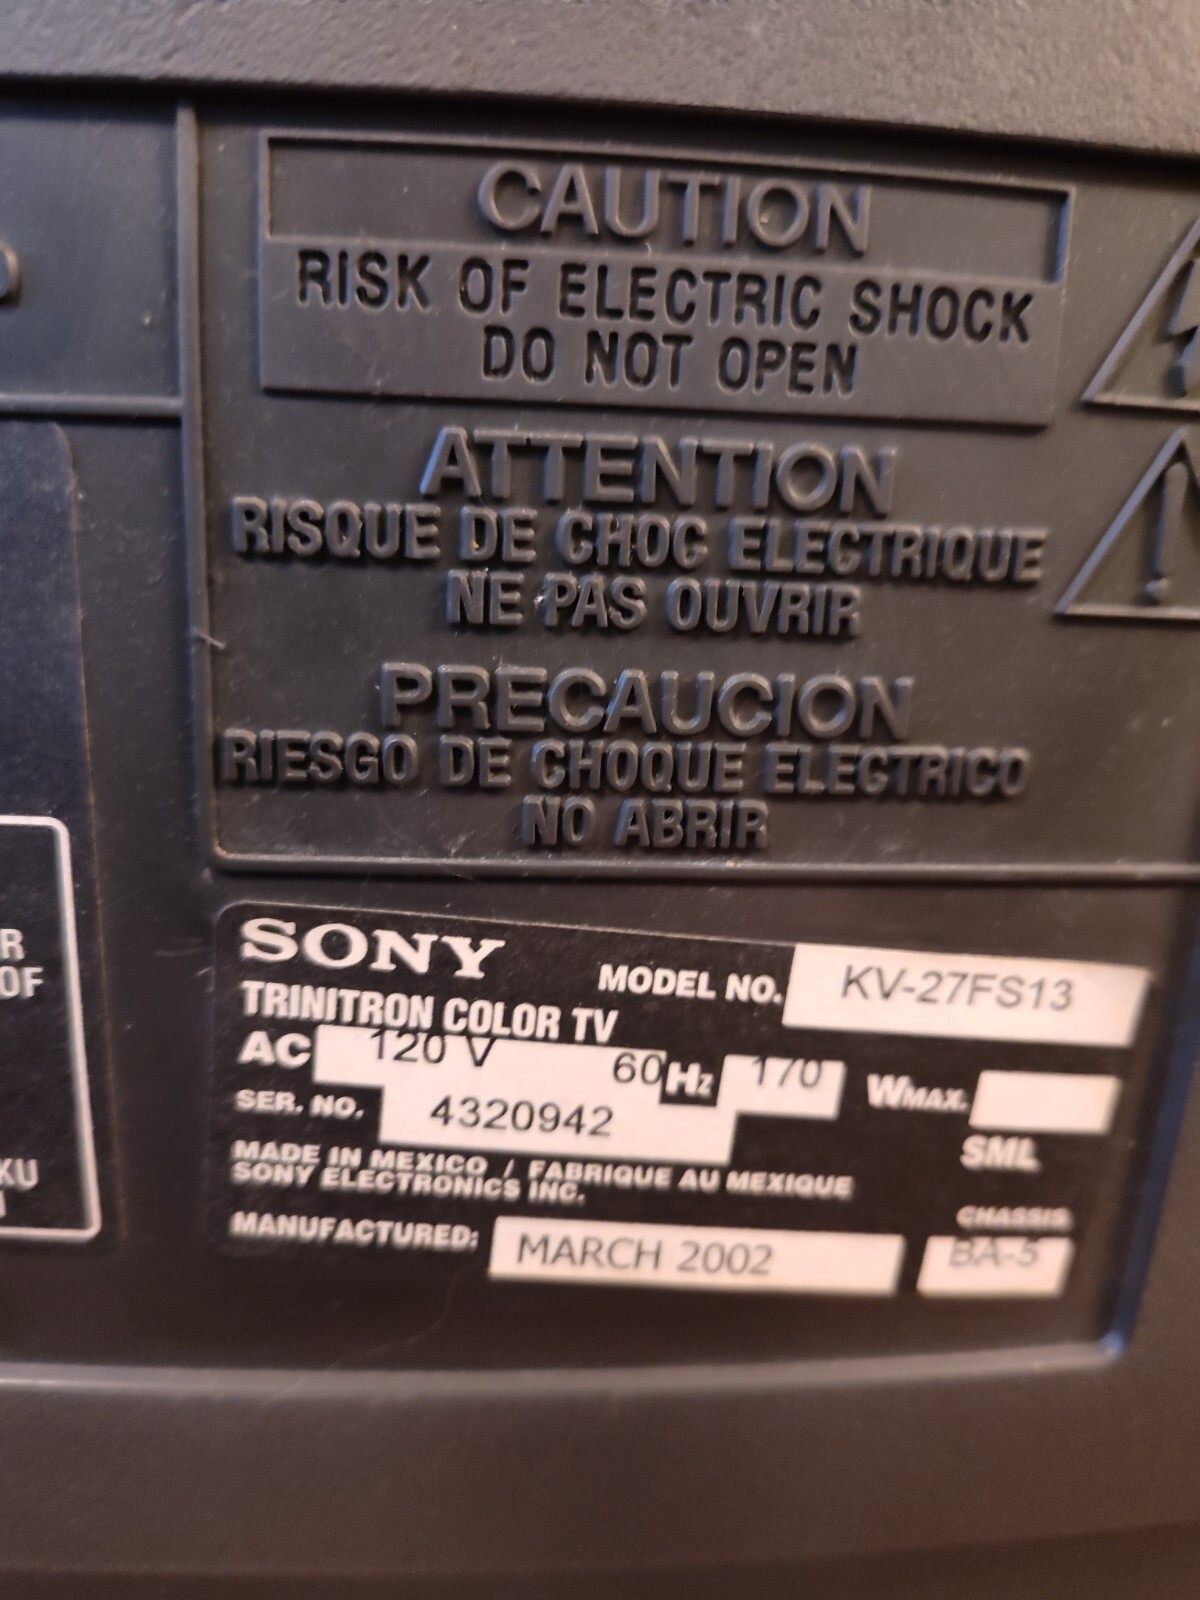 CAUTION
RISK OF ELECTRIC SHOCK
DO NOT OPEN
ATTENTION
RISQUE DE CHOC ELECTRIQUE
NE PAS OUVRIR
PRECAUCION
RIESGO DE CHOQUE ELECTRICO
NO ABRIR
R
OF
KU
SONY
MODEL NO. KV-27FS13
TRINITRON COLOR TV
AC 120 V 60 Hz 170 WMAX.
SER. NO. 4320942
SML
MADE IN MEXICO / FABRIQUE AU MEXIQUE
SONY ELECTRONICS INC.
CHASSIS
MANUFACTURED: MARCH 2002 BA-5